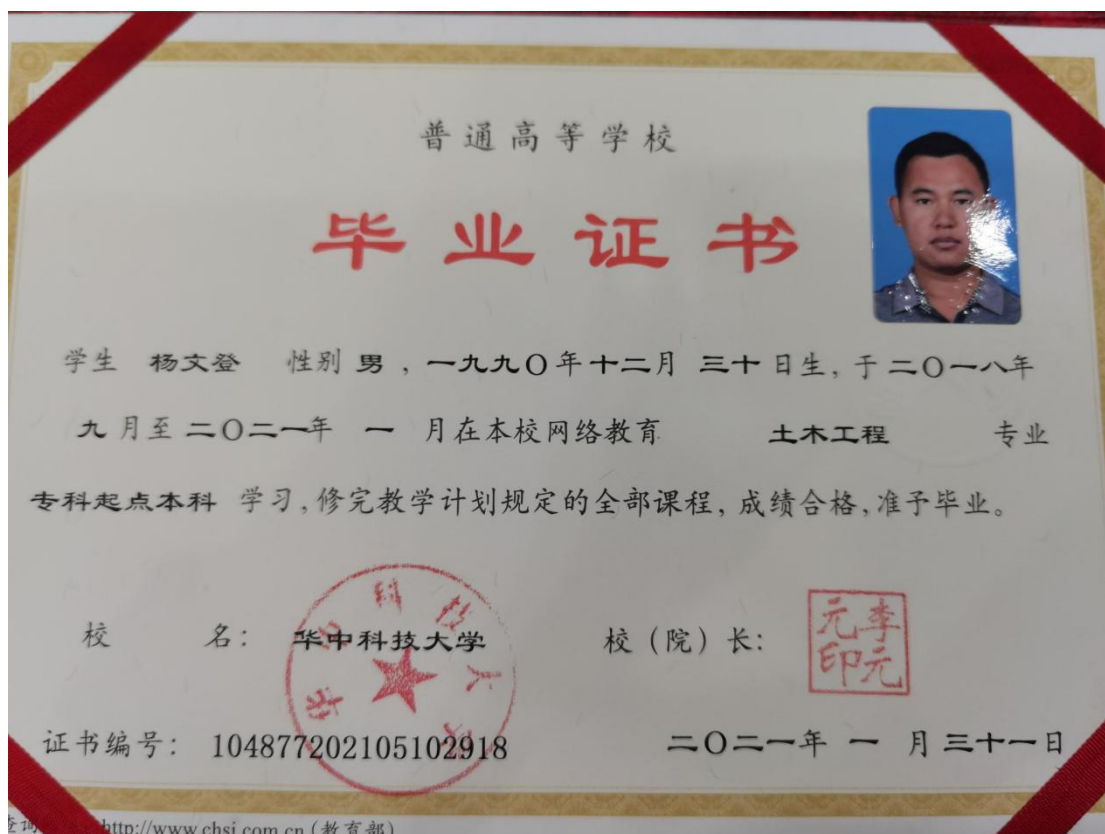 普通高等学校
毕业证书
学生 杨文登 性别 男，一九九〇年十二月 三十日生，于二〇一八年
九月至二〇二一年 一 月在本校网络教育 土木工程 专业
专科起点本科 学习，修完教学计划规定的全部课程，成绩合格，准予毕业。
校 名： 华中科技大学 校（院）长： 李元元印
华中科技大学
证书编号： 104877202105102918 二〇二一年 一 月三十一日
http://www.chsi.com.cn（教育部）